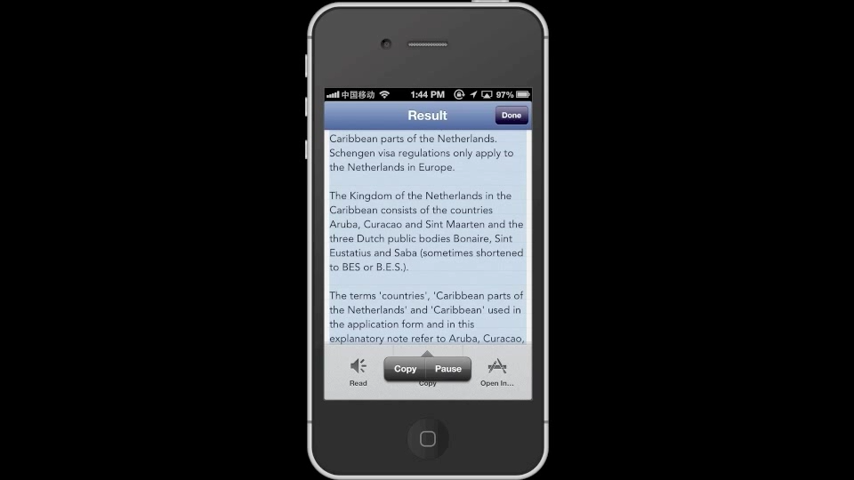 中国移动 1:44 PM 97%
Result
Done
Caribbean parts of the Netherlands.
Schengen visa regulations only apply to
the Netherlands in Europe.
The Kingdom of the Netherlands in the
Caribbean consists of the countries
Aruba, Curacao and Sint Maarten and the
three Dutch public bodies Bonaire, Sint
Eustatius and Saba (sometimes shortened
to BES or B.E.S.).
The terms 'countries', 'Caribbean parts of
the Netherlands' and 'Caribbean' used in
the application form and in this
explanatory note refer to Aruba, Curacao,
Copy Pause
Read Copy Open In...